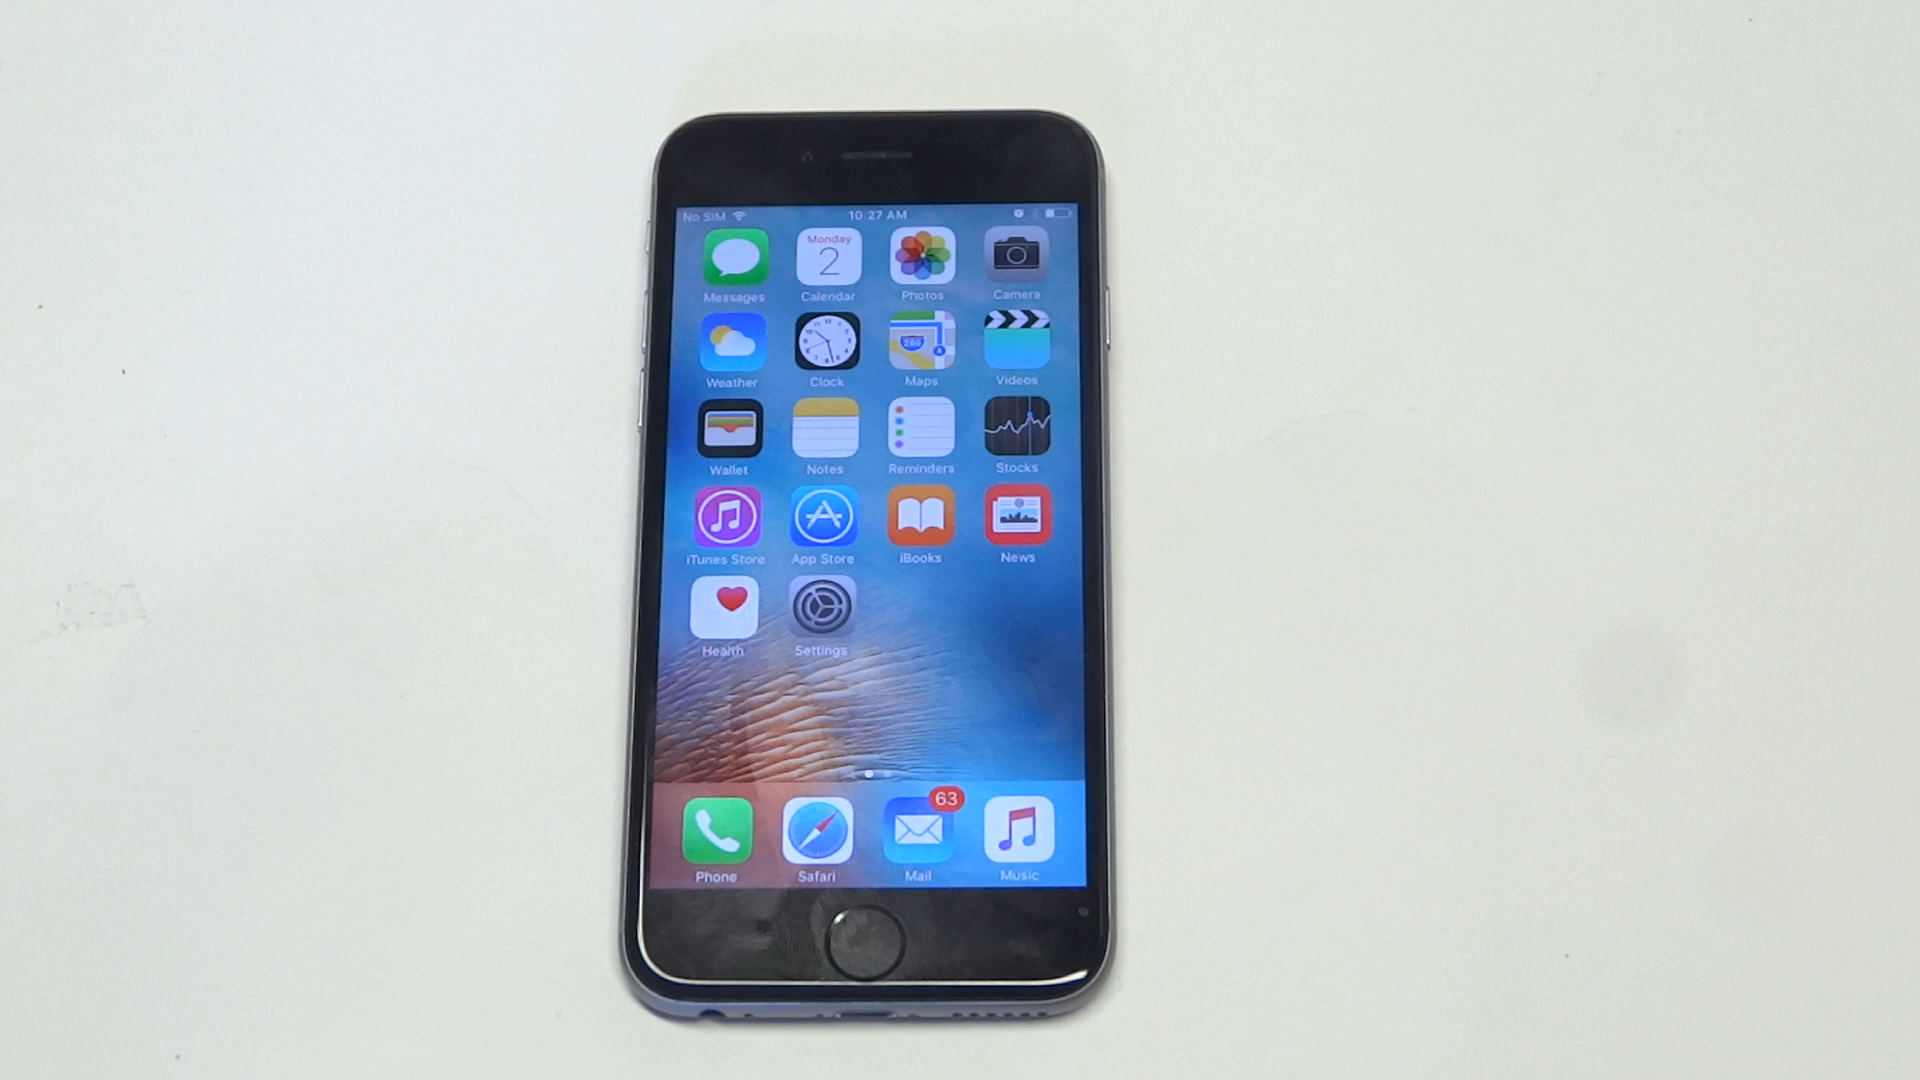 No SIM 10:27 AM
Monday
2
Messages Calendar Photos Camera
280
Weather Clock Maps Videos
Wallet Notes Reminders Stocks
iTunes Store App Store iBooks News
Health Settings
63
Phone Safari Mail Music